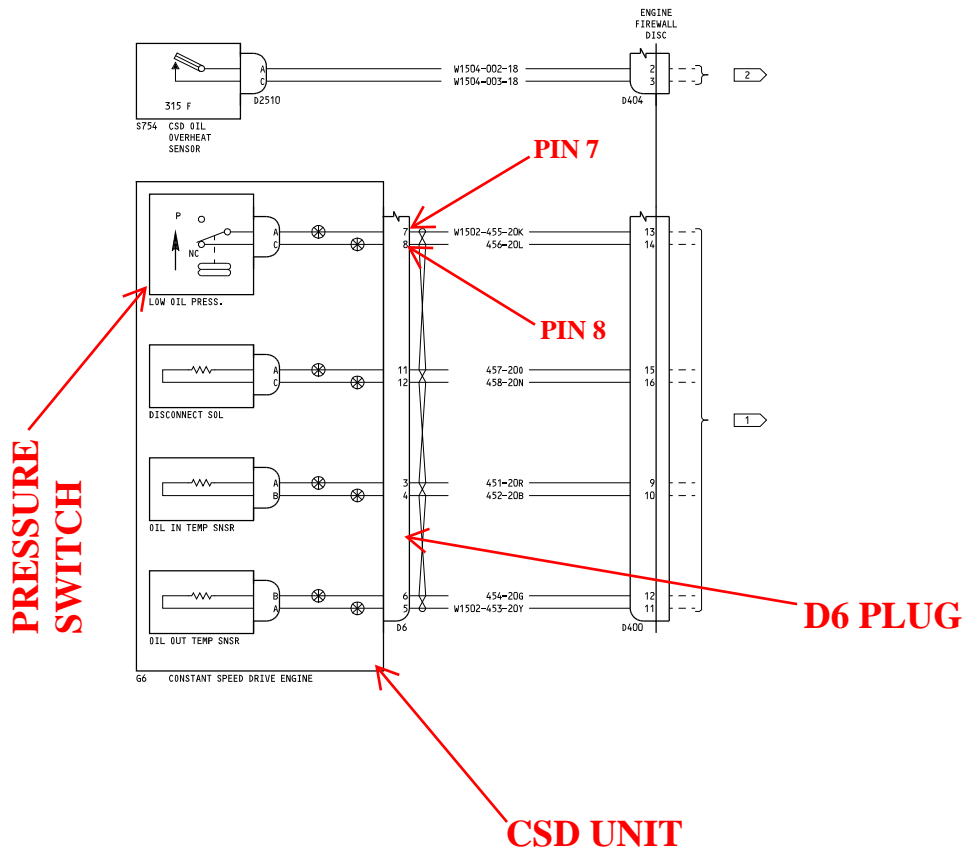 ENGINE
FIREWALL
DISC
A
C
W1504-002-18
W1504-003-18
2
3
2
315 F
D2510
D404
S754 CSD OIL
OVERHEAT
SENSOR
PIN 7
P
NC
A
C
7
8
W1502-455-20K
456-20L
13
14
LOW OIL PRESS.
PIN 8
A
C
11
12
457-20O
458-20N
15
16
DISCONNECT SOL
1
PRESSURE
SWITCH
A
B
3
4
451-20R
452-20B
9
10
OIL IN TEMP SNSR
B
A
6
5
454-20G
W1502-453-20Y
12
11
OIL OUT TEMP SNSR
D6
D400
D6 PLUG
G6 CONSTANT SPEED DRIVE ENGINE
CSD UNIT